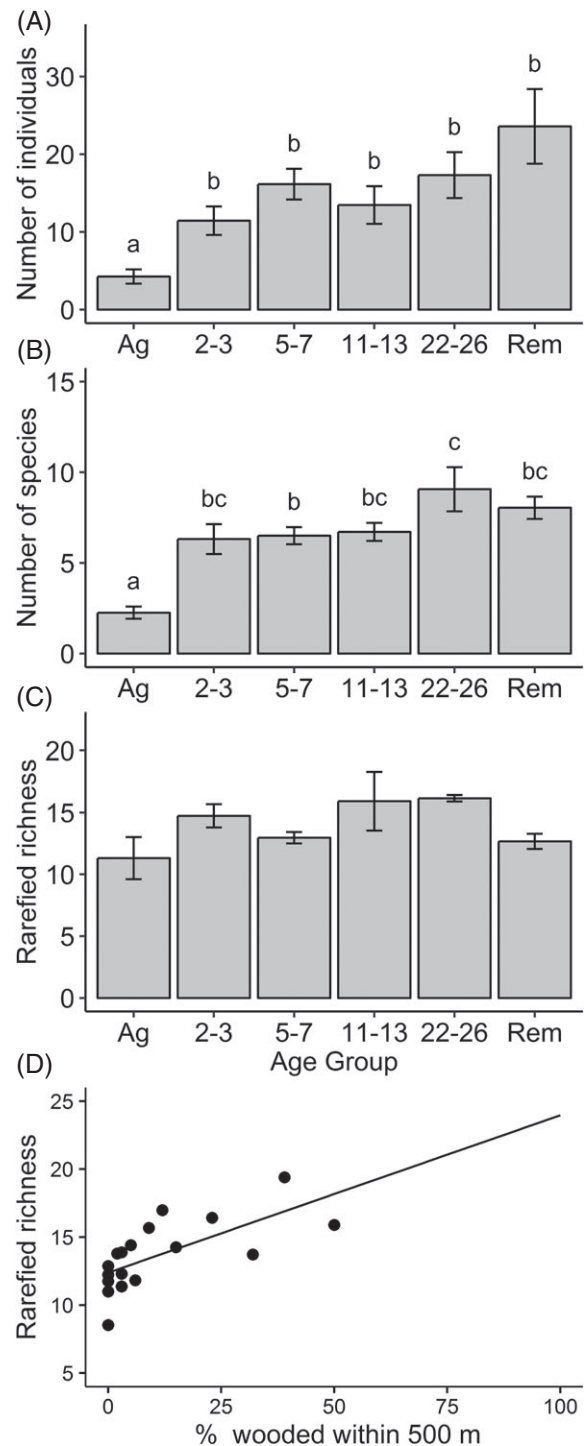 (A)
Number of individuals
30
20
10
0
a
b
b
b
b
b
Ag 2-3 5-7 11-13 22-26 Rem
(B)
Number of species
15
10
5
0
a
bc
b
bc
c
bc
Ag 2-3 5-7 11-13 22-26 Rem
(C)
Rarefied richness
20
15
10
5
0
Ag 2-3 5-7 11-13 22-26 Rem
Age Group
(D)
Rarefied richness
25
20
15
10
5
0 25 50 75 100
% wooded within 500 m